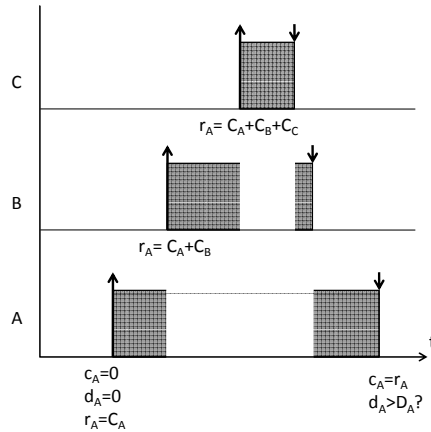 C
r_A= C_A+C_B+C_C
B
r_A= C_A+C_B
A
t
c_A=0
d_A=0
r_A=C_A
c_A=r_A
d_A>D_A?